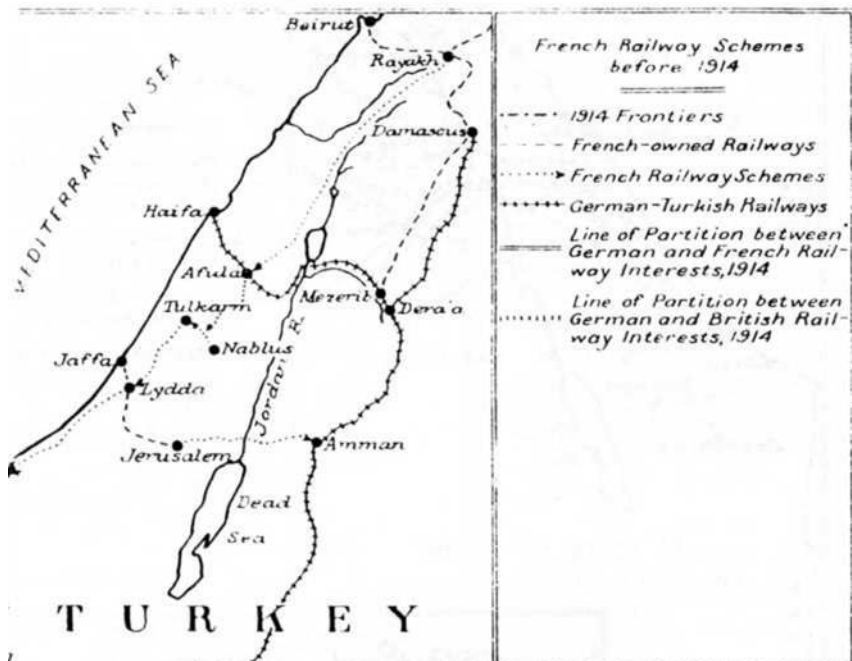 Beirut
Rayakh
MEDITERRANEAN SEA
Damascus
Haifa
Afula
Mezerib
Dera'a
Tulkarm
Nablus
Jaffa
Lydda
Jordan R.
Jerusalem
Amman
Dead
Sea
TURKEY
French Railway Schemes
before 1914
1914 Frontiers
French-owned Railways
French Railway Schemes
German-Turkish Railways
Line of Partition between
German and French Rail-
way Interests, 1914
Line of Partition between
German and British Rail-
way Interests, 1914